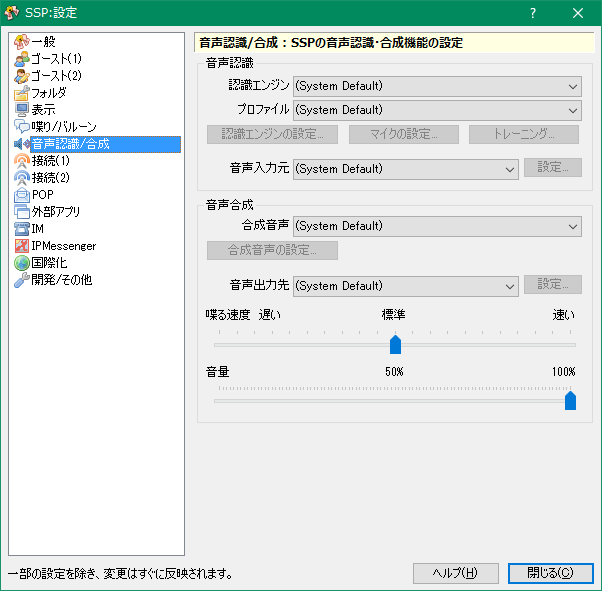 SSP:設定
一般
ゴースト(1)
ゴースト(2)
フォルダ
表示
喋り/バルーン
音声認識/合成
接続(1)
接続(2)
POP
外部アプリ
IM
IPMessenger
国際化
開発/その他
音声認識/合成 : SSPの音声認識・合成機能の設定
音声認識
認識エンジン (System Default)
プロファイル (System Default)
認識エンジンの設定... マイクの設定... トレーニング...
音声入力元 (System Default) 設定...
音声合成
合成音声 (System Default)
合成音声の設定...
音声出力先 (System Default) 設定...
喋る速度 遅い 標準 速い
音量 50% 100%
一部の設定を除き、変更はすぐに反映されます。
ヘルプ(H) 閉じる(C)